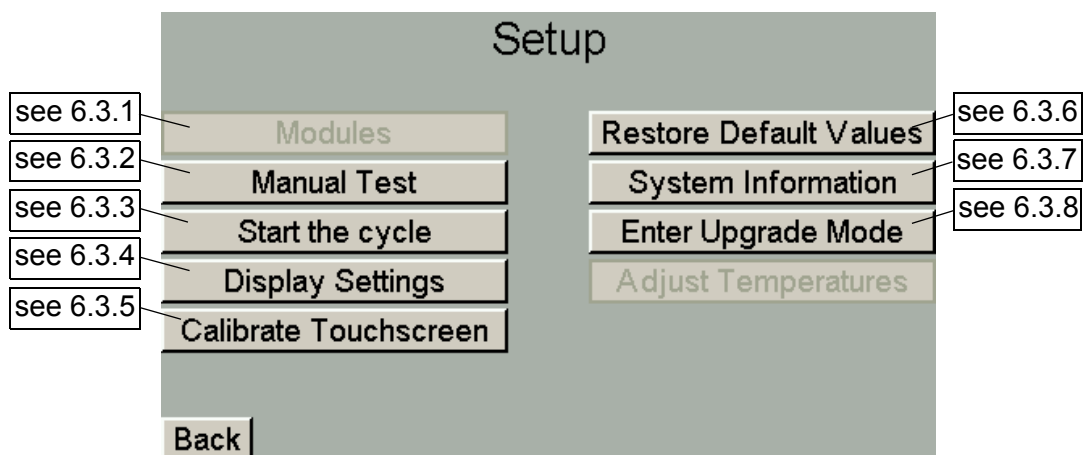 Setup
see 6.3.1
Modules
see 6.3.2
Manual Test
see 6.3.3
Start the cycle
see 6.3.4
Display Settings
see 6.3.5
Calibrate Touchscreen
Restore Default Values
see 6.3.6
System Information
see 6.3.7
Enter Upgrade Mode
see 6.3.8
Adjust Temperatures
Back